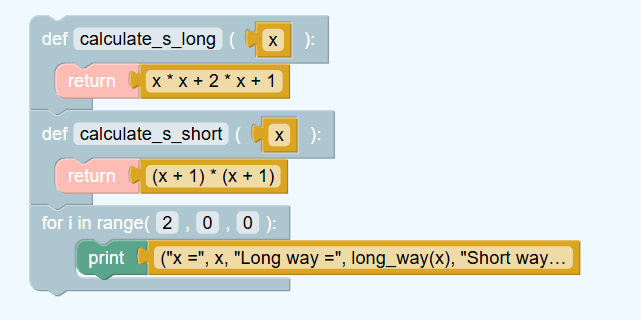 def calculate_s_long ( x ):
return x * x + 2 * x + 1
def calculate_s_short ( x ):
return (x + 1) * (x + 1)
for i in range( 2 , 0 , 0 ):
print ("x =", x, "Long way =", long_way(x), "Short way...